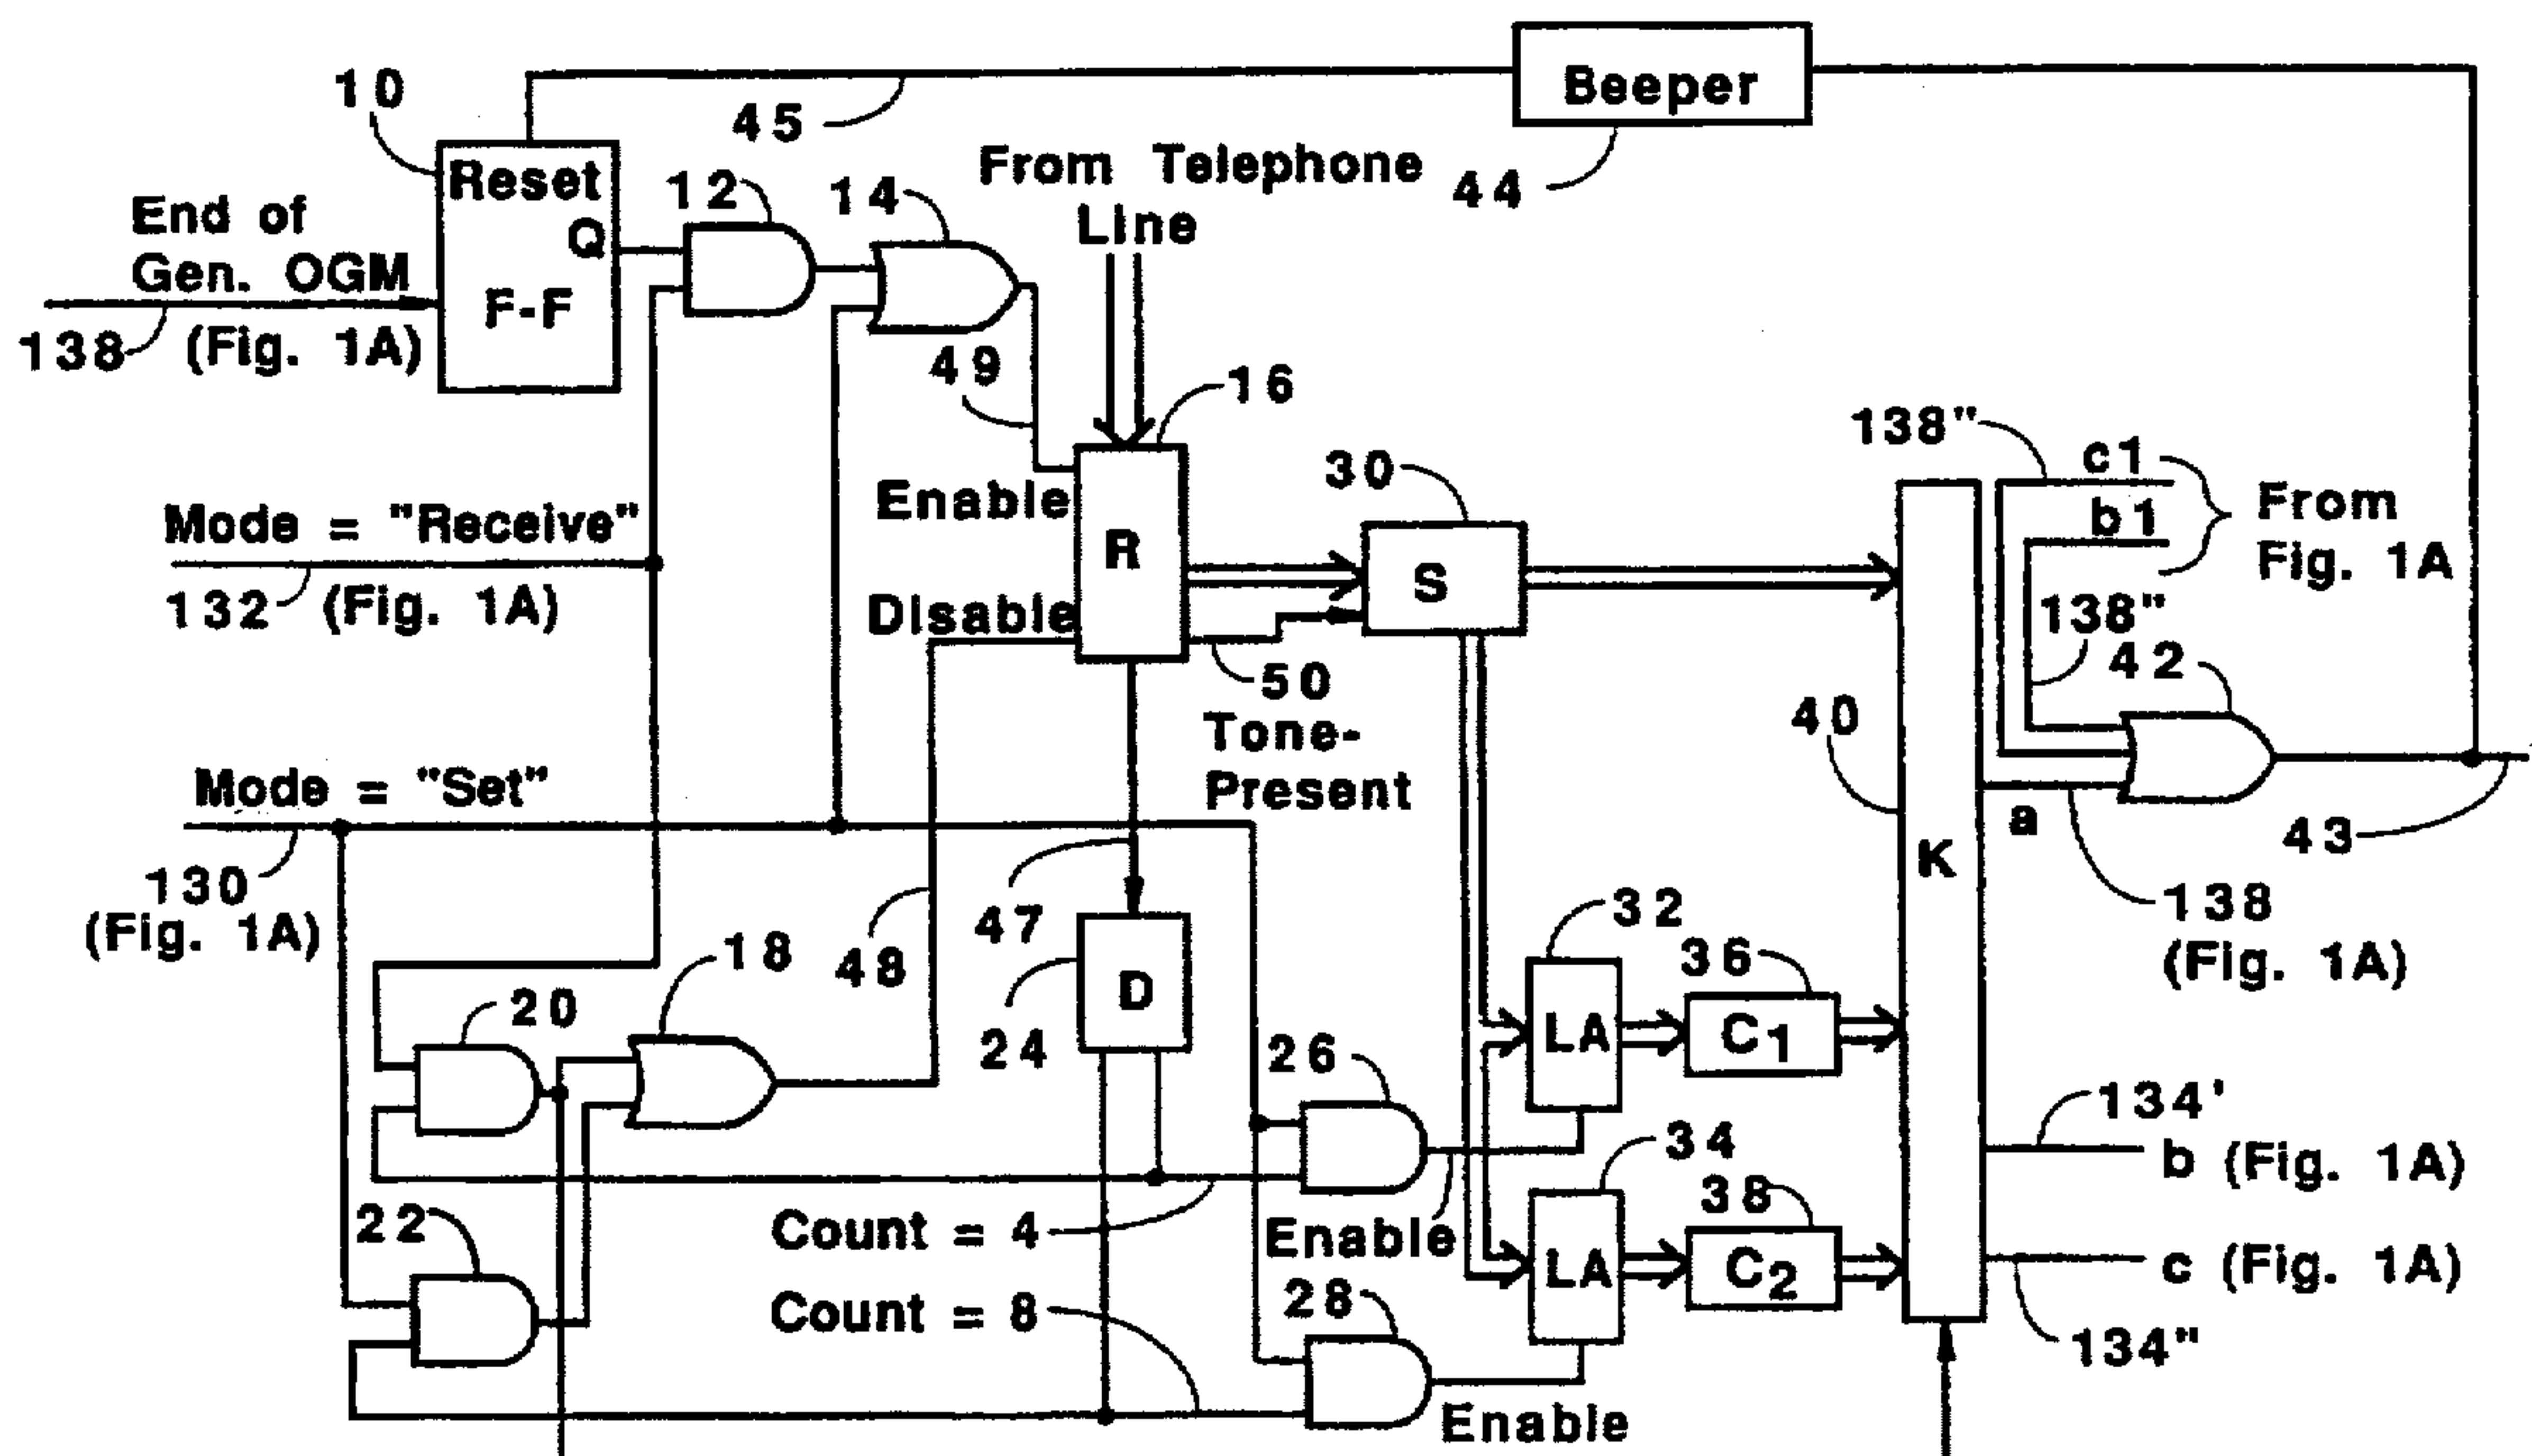 Beeper
10
45
From Telephone
Line
44
Reset
Q
F-F
12
14
End of
Gen. OGM
138
(Fig. 1A)
49
16
Enable
R
30
138"
c1
b1
From
Fig. 1A
Mode = "Receive"
132
(Fig. 1A)
S
Disable
50
138"
42
Tone-
Present
40
Mode = "Set"
130
(Fig. 1A)
a
43
K
138
(Fig. 1A)
47
48
18
D
24
32
36
20
LA
C1
26
134'
b (Fig. 1A)
34
38
22
Count = 4
Enable
LA
C2
c (Fig. 1A)
28
Count = 8
134"
Enable